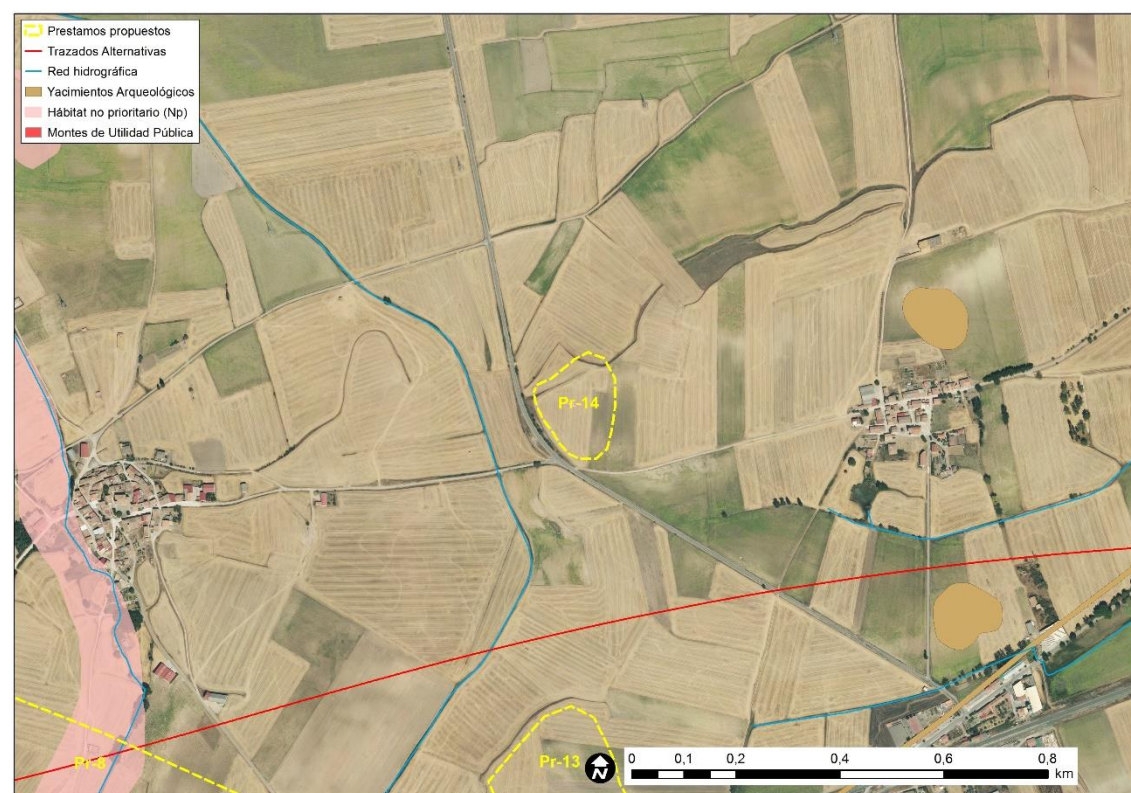 Prestamos propuestos
Trazados Alternativas
Red hidrográfica
Yacimientos Arqueológicos
Hábitat no prioritario (Np)
Montes de Utilidad Pública
Pr-14
Pr-8
Pr-13
N
0 0,1 0,2 0,4 0,6 0,8
km